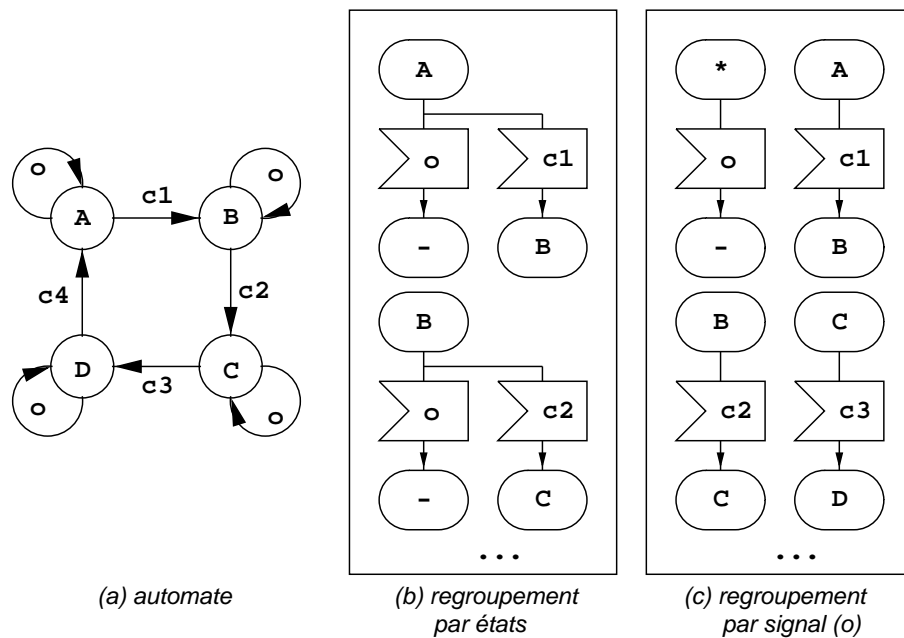 o
A
c1
B
o
c4
c2
D
c3
C
o
o
A
o
c1
-
B
B
o
c2
-
C
...
*
A
o
c1
-
B
B
C
c2
c3
C
D
...
(a) automate
(b) regroupement
par états
(c) regroupement
par signal (o)